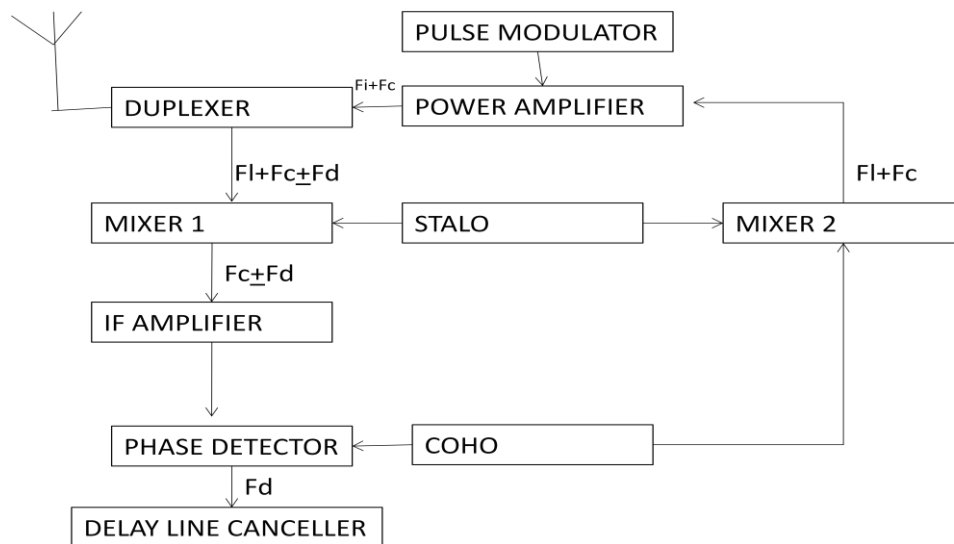 PULSE MODULATOR
Fi+Fc
DUPLEXER
POWER AMPLIFIER
Fl+Fc±Fd
Fl+Fc
MIXER 1
STALO
MIXER 2
Fc±Fd
IF AMPLIFIER
PHASE DETECTOR
COHO
Fd
DELAY LINE CANCELLER